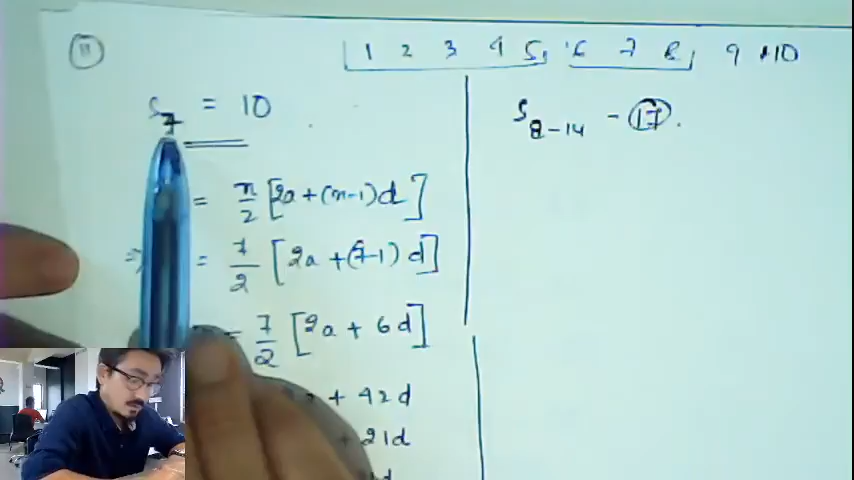 11
1 2 3 4 5, 6 7 8, 9 10
S₇ = 10
= n/2 [2a + (n-1)d]
⇒ = 7/2 [2a + (7-1)d]
= 7/2 [2a + 6d]
+ 42d
+ 21d
S₈₋₁₄ - 17.